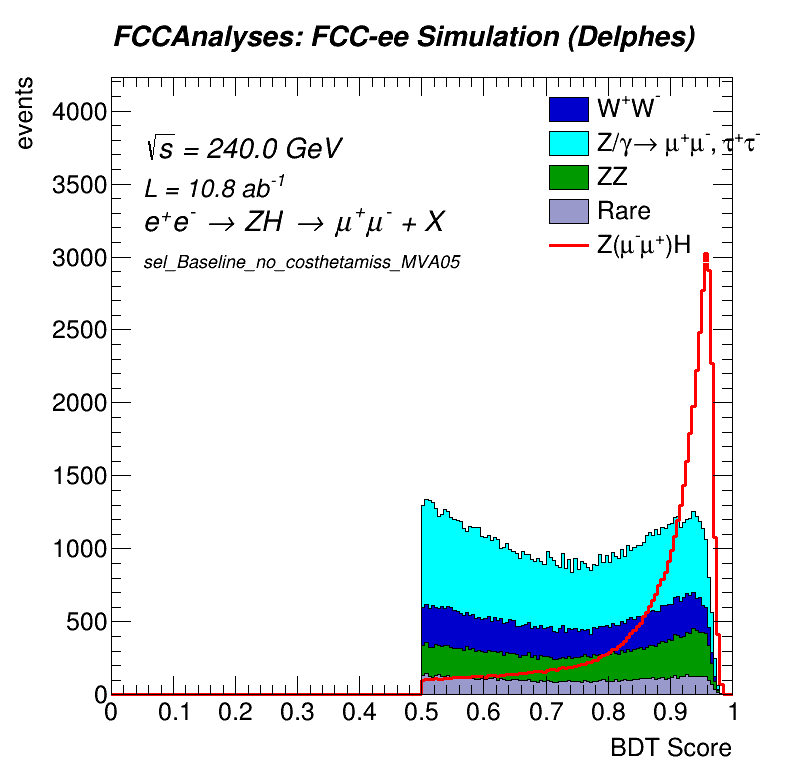 FCCAnalyses: FCC-ee Simulation (Delphes)
events
4000
3500
3000
2500
2000
1500
1000
500
0
√s = 240.0 GeV
L = 10.8 ab⁻¹
e⁺e⁻ → ZH → μ⁺μ⁻ + X
sel_Baseline_no_costhetamiss_MVA05
W⁺W⁻
Z/γ→ μ⁺μ⁻, τ⁺τ⁻
ZZ
Rare
Z(μ⁻μ⁺)H
0 0.1 0.2 0.3 0.4 0.5 0.6 0.7 0.8 0.9 1
BDT Score